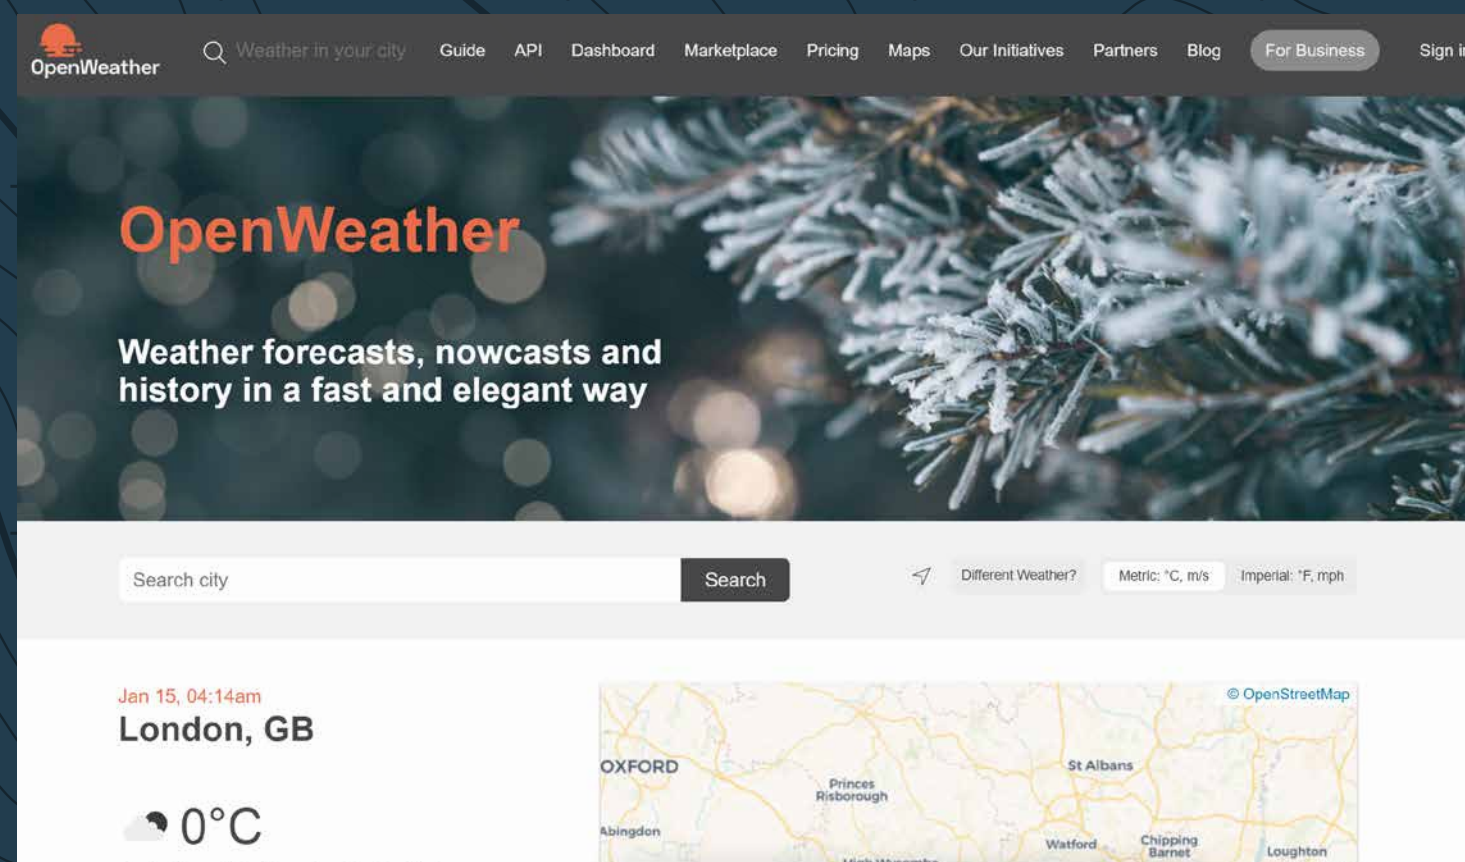 OpenWeather
Weather in your city
Guide
API
Dashboard
Marketplace
Pricing
Maps
Our Initiatives
Partners
Blog
For Business
Sign in
OpenWeather
Weather forecasts, nowcasts and
history in a fast and elegant way
Search city
Search
Different Weather?
Metric: °C, m/s
Imperial: °F, mph
Jan 15, 04:14am
London, GB
0°C
© OpenStreetMap
OXFORD
St Albans
Princes
Risborough
Abingdon
Watford
Chipping
Barnet
Loughton